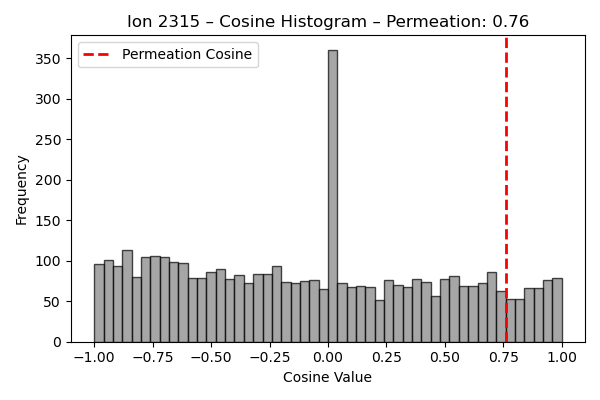 Ion 2315 – Cosine Histogram – Permeation: 0.76
Permeation Cosine
Frequency
350
300
250
200
150
100
50
0
−1.00 −0.75 −0.50 −0.25 0.00 0.25 0.50 0.75 1.00
Cosine Value